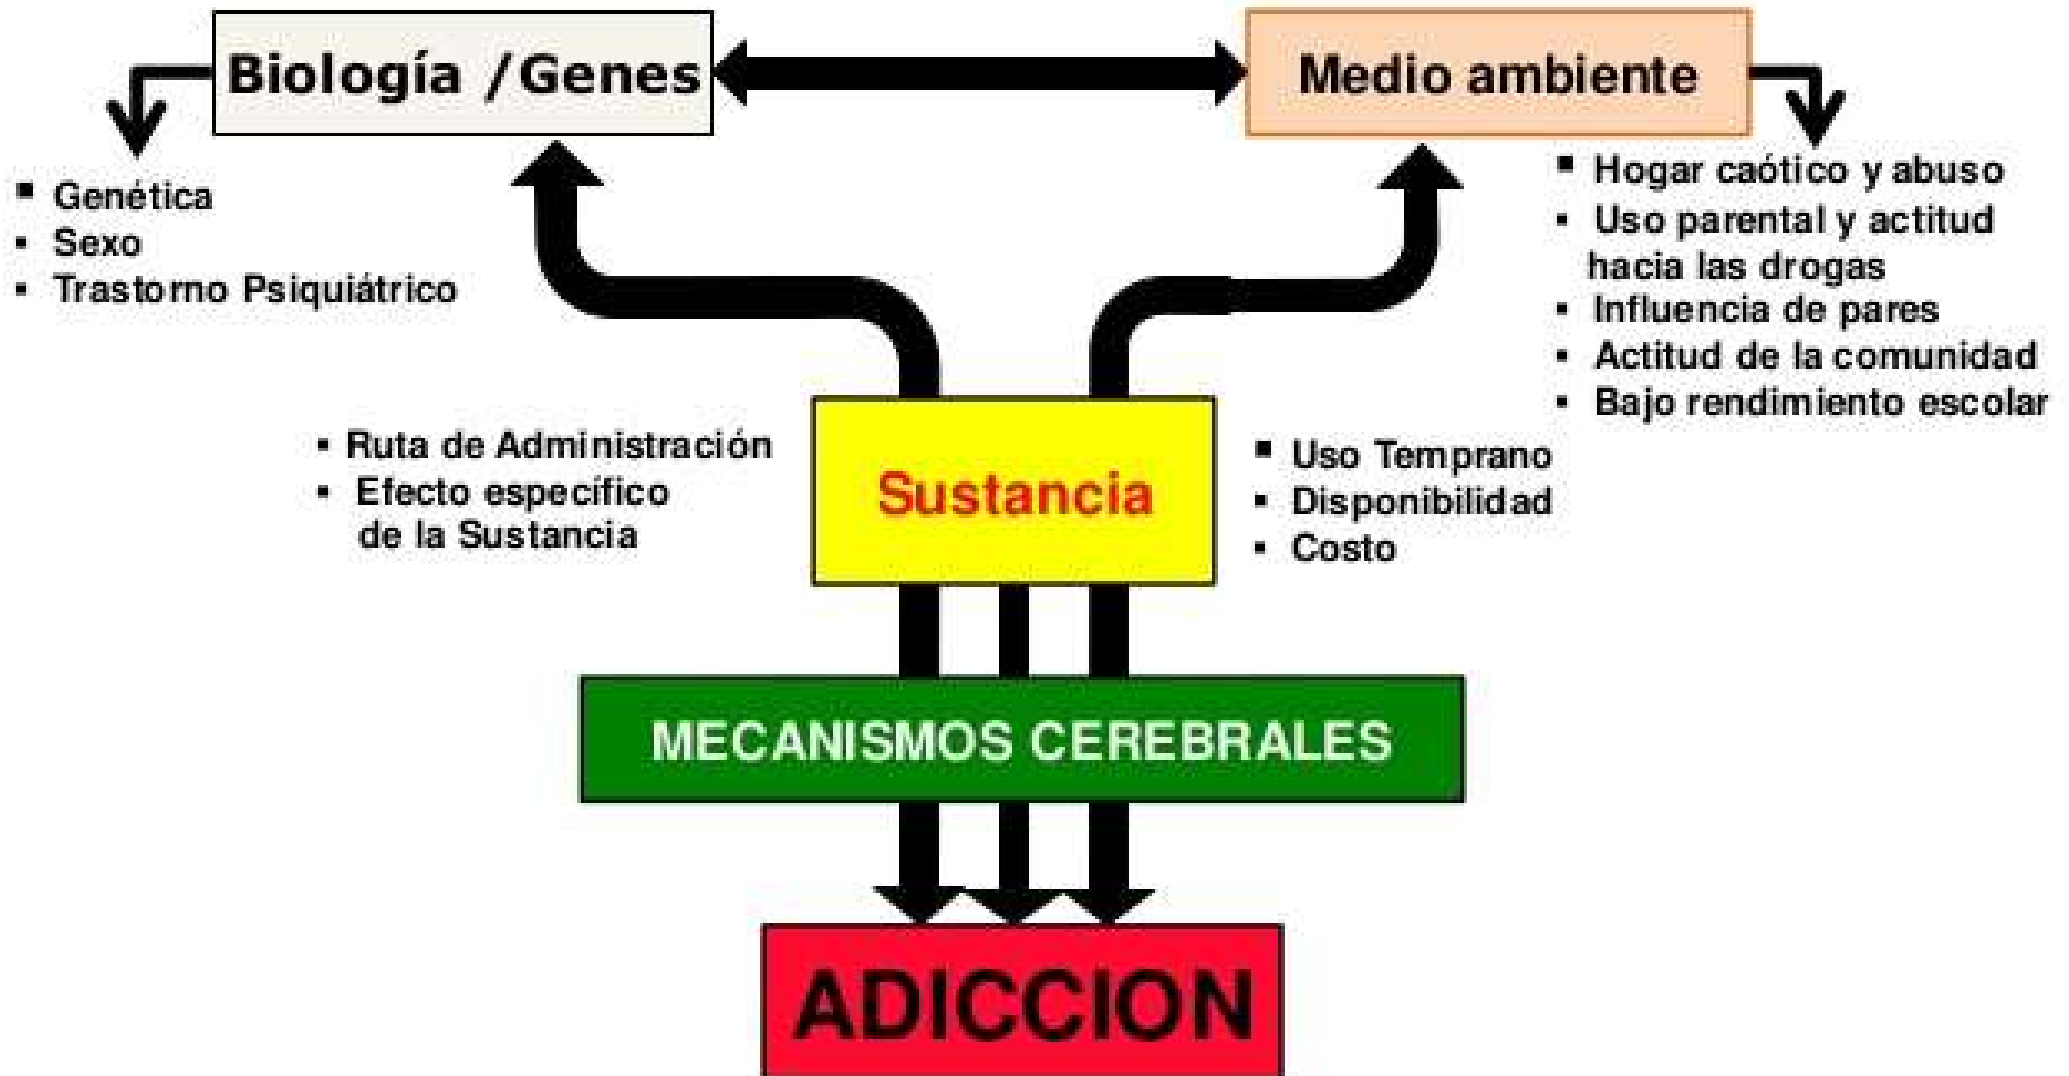 Biología /Genes
Medio ambiente
▪ Genética
▪ Sexo
▪ Trastorno Psiquiátrico
▪ Hogar caótico y abuso
▪ Uso parental y actitud
hacia las drogas
▪ Influencia de pares
▪ Actitud de la comunidad
▪ Bajo rendimiento escolar
▪ Ruta de Administración
▪ Efecto específico
de la Sustancia
Sustancia
▪ Uso Temprano
▪ Disponibilidad
▪ Costo
MECANISMOS CEREBRALES
ADICCION